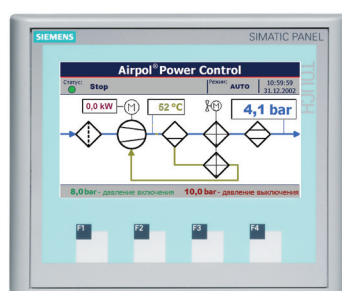 SIEMENS
SIMATIC PANEL
TOUCH
Airpol® Power Control
Статус:
Stop
Режим:
AUTO
10:59:59
31.12.2002
0,0 kW
M
52 °C
M
4,1 bar
8,0 bar - давление включения
10,0 bar - давление выключения
F1
F2
F3
F4